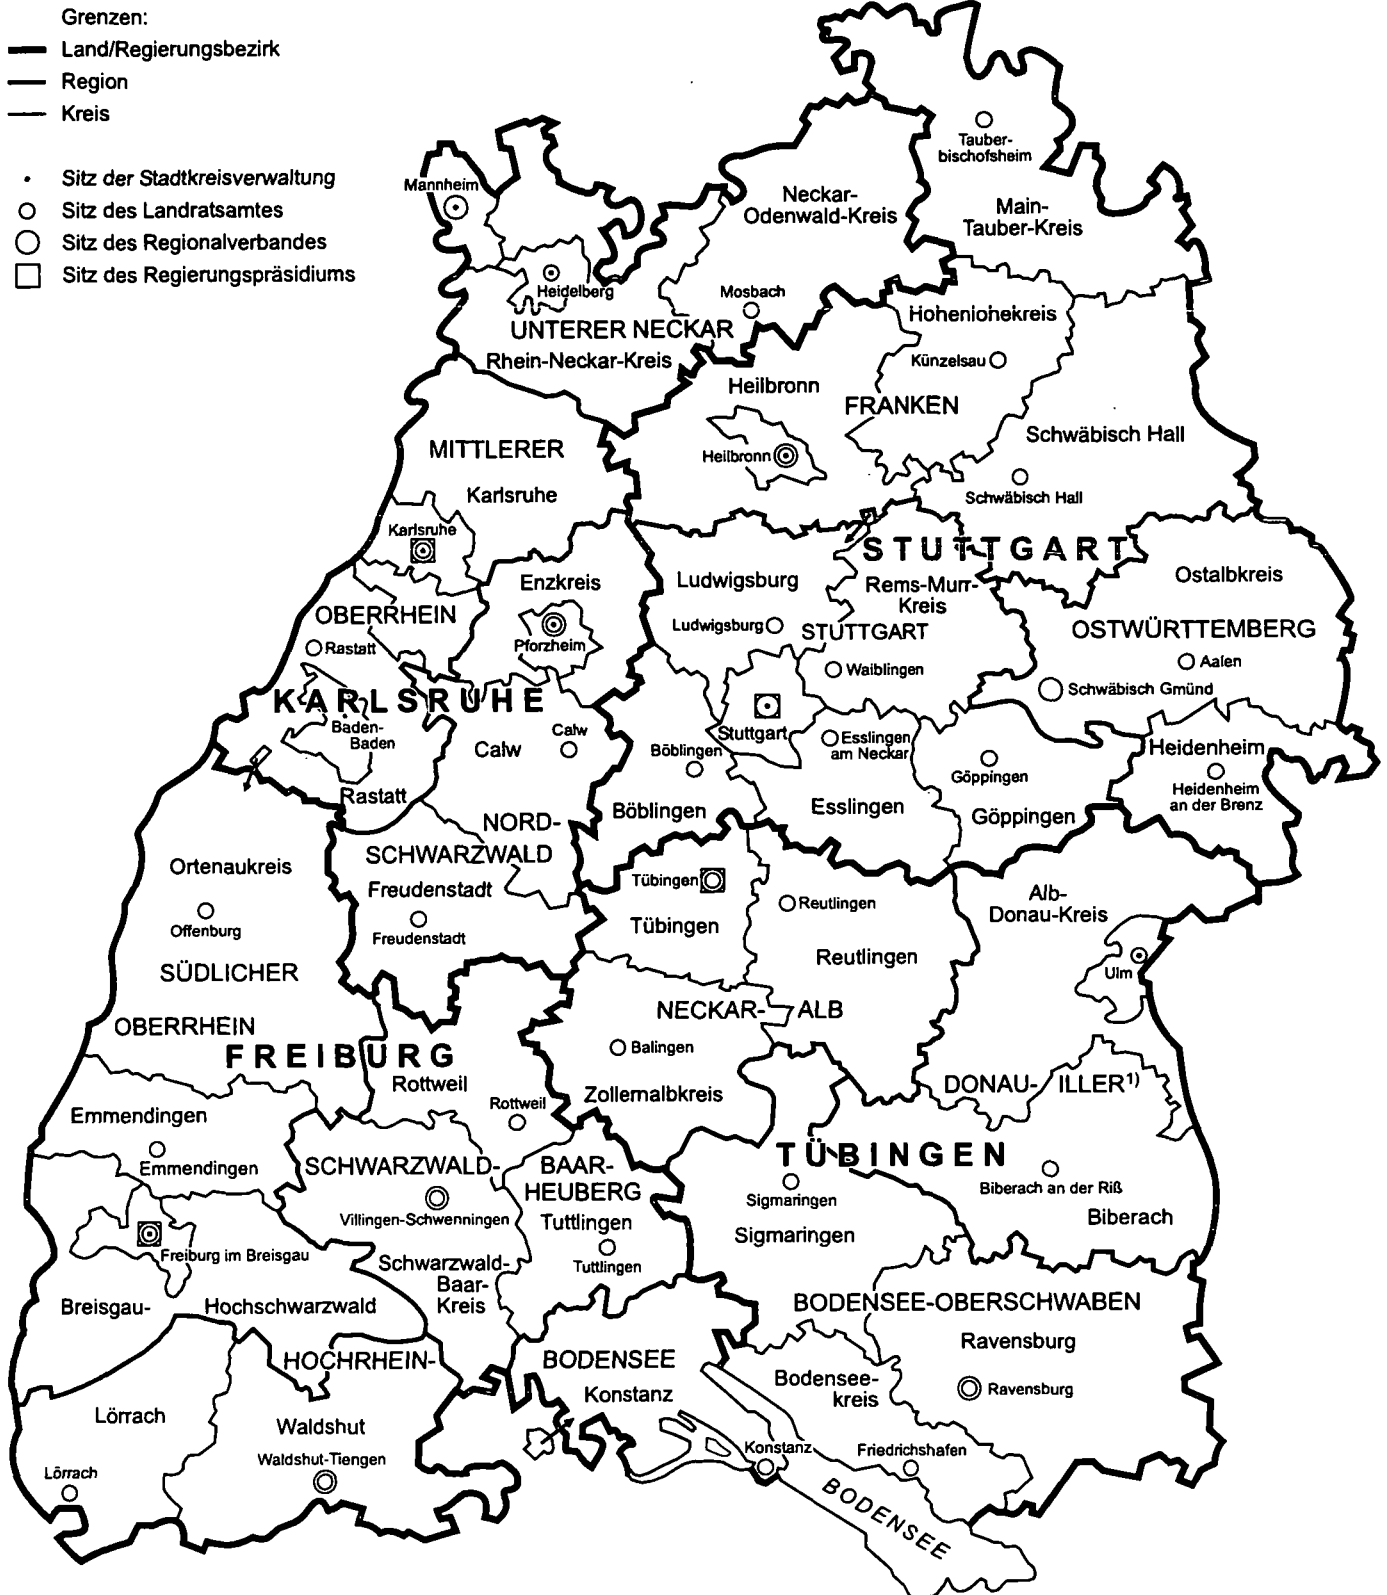 Grenzen:
Land/Regierungsbezirk
Region
Kreis
Sitz der Stadtkreisverwaltung
Sitz des Landratsamtes
Sitz des Regionalverbandes
Sitz des Regierungspräsidiums
Tauber-
bischofsheim
Main-
Tauber-Kreis
Neckar-
Odenwald-Kreis
Mannheim
Heidelberg
Mosbach
UNTERER NECKAR
Rhein-Neckar-Kreis
Hohenlohekreis
Künzelsau
Heilbronn
FRANKEN
Schwäbisch Hall
Heilbronn
Schwäbisch Hall
MITTLERER
Karlsruhe
Karlsruhe
STUTTGART
Enzkreis
Ludwigsburg
Rems-Murr-
Kreis
Ostalbkreis
OBERRHEIN
Pforzheim
Ludwigsburg
STUTTGART
OSTWÜRTTEMBERG
Rastatt
Waiblingen
Aalen
Schwäbisch Gmünd
KARLSRUHE
Baden-
Baden
Calw
Calw
Stuttgart
Böblingen
Esslingen
am Neckar
Göppingen
Heidenheim
Heidenheim
an der Brenz
Rastatt
Böblingen
Esslingen
Göppingen
NORD-
SCHWARZWALD
Ortenaukreis
Freudenstadt
Tübingen
Reutlingen
Alb-
Donau-Kreis
Offenburg
Freudenstadt
Tübingen
Reutlingen
Ulm
SÜDLICHER
OBERRHEIN
NECKAR- ALB
FREIBURG
Balingen
Rottweil
Rottweil
Zollernalbkreis
DONAU- ILLER¹⁾
Emmendingen
Emmendingen
SCHWARZWALD-
BAAR-
HEUBERG
TÜBINGEN
Sigmaringen
Biberach an der Riß
Villingen-Schwenningen
Tuttlingen
Sigmaringen
Biberach
Freiburg im Breisgau
Schwarzwald-
Baar-
Kreis
Tuttlingen
Breisgau-
Hochschwarzwald
BODENSEE-OBERSCHWABEN
Ravensburg
HOCHRHEIN-
BODENSEE
Konstanz
Bodensee-
kreis
Ravensburg
Lörrach
Waldshut
Waldshut-Tiengen
Konstanz
Friedrichshafen
Lörrach
BODENSEE